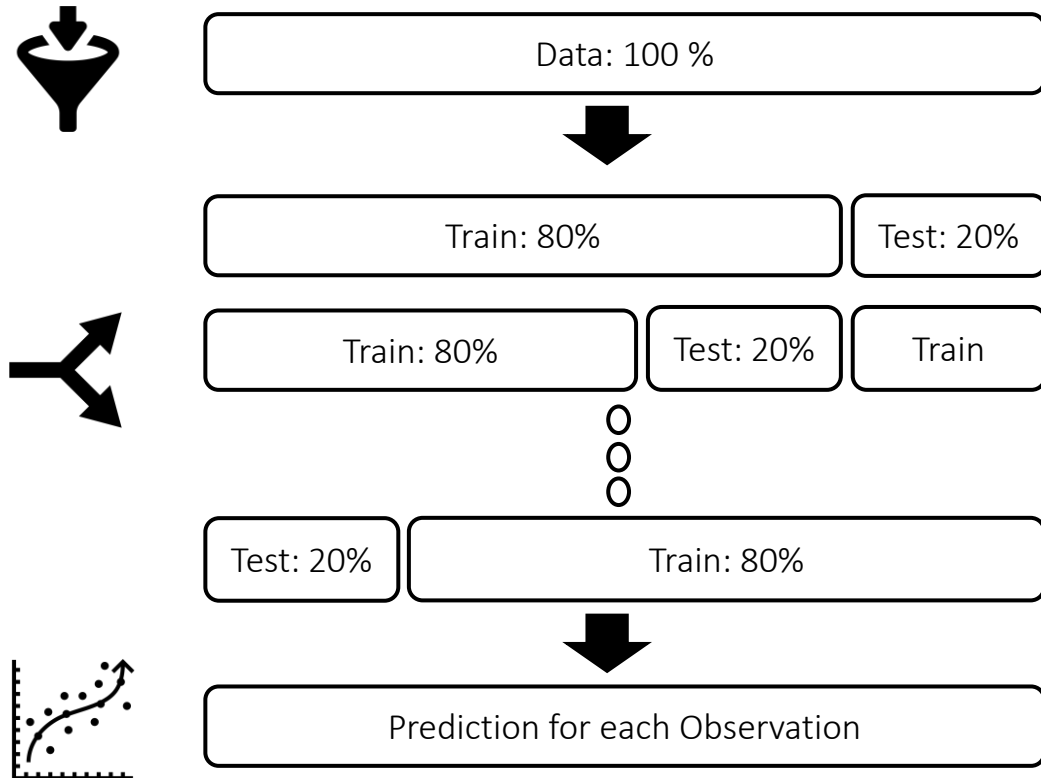 Data: 100 %
Train: 80%
Test: 20%
Train: 80%
Test: 20%
Train
Test: 20%
Train: 80%
Prediction for each Observation